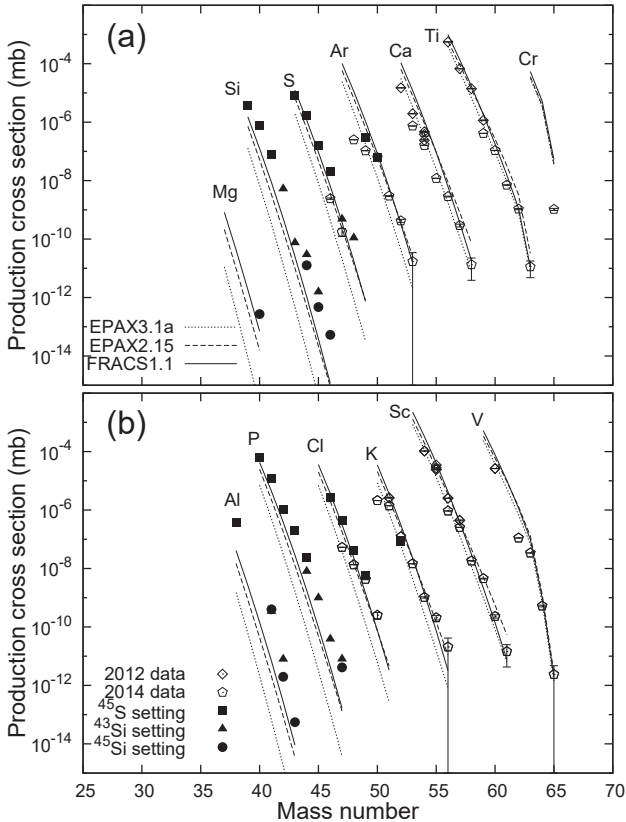 (a)
Production cross section (mb)
10-4
10-6
10-8
10-10
10-12
10-14
Mg
Si
S
Ar
Ca
Ti
Cr
EPAX3.1a
EPAX2.15
FRACS1.1
(b)
Production cross section (mb)
10-4
10-6
10-8
10-10
10-12
10-14
Al
P
Cl
K
Sc
V
2012 data
2014 data
45S setting
43Si setting
45Si setting
25 30 35 40 45 50 55 60 65 70
Mass number